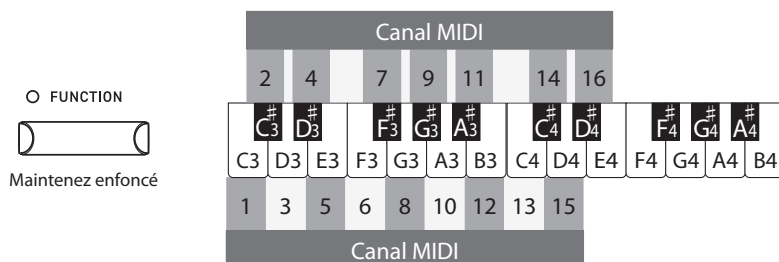 Canal MIDI
2 4 7 9 11 14 16
FUNCTION
C#3 D#3 F#3 G#3 A#3 C#4 D#4 F#4 G#4 A#4
C3 D3 E3 F3 G3 A3 B3 C4 D4 E4 F4 G4 A4 B4
Maintenez enfoncé
1 3 5 6 8 10 12 13 15
Canal MIDI